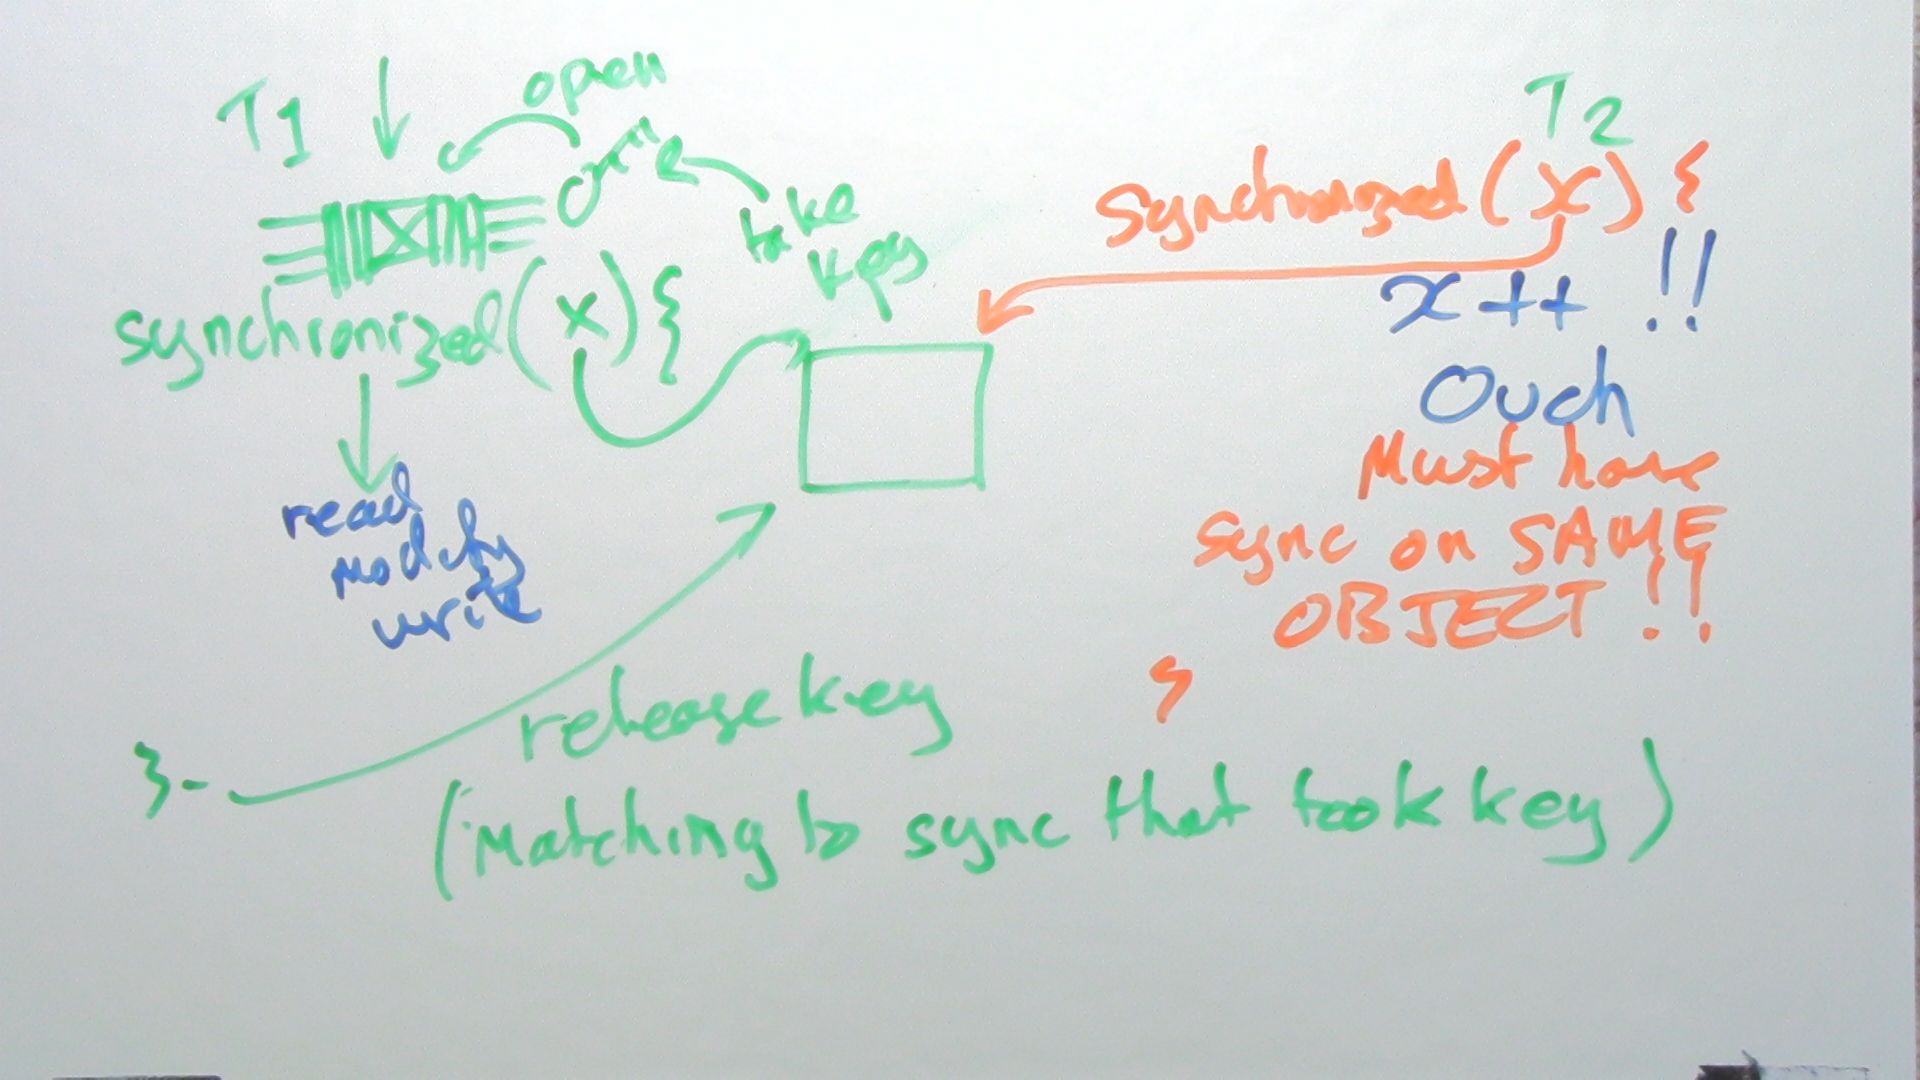 T1
open
take
key
synchronized(x){
read
modify
write
}
release key
(matching to sync that took key)
T2
synchronized(x){
x++ !!
Ouch
Must have
sync on SAME
OBJECT!!
}